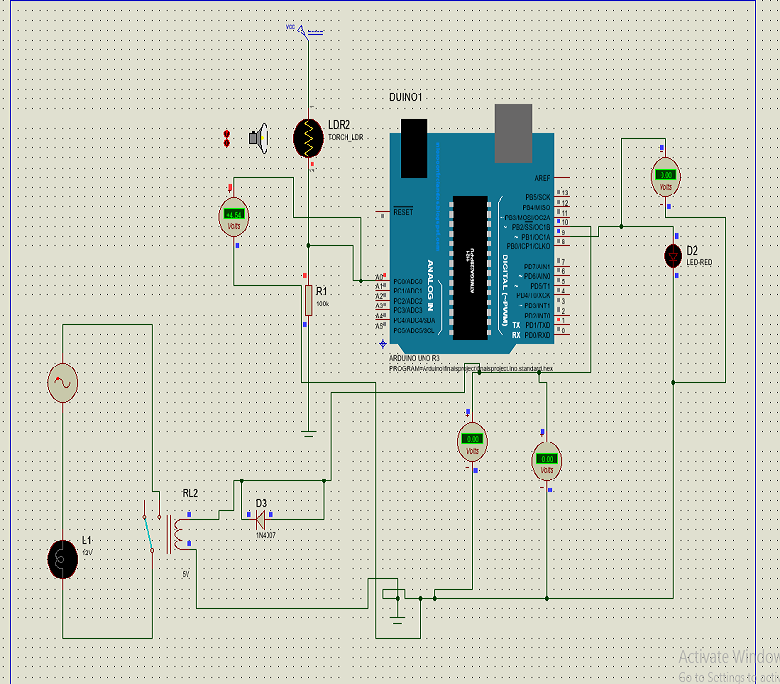 VCC
DUINO1
LDR2
TORCH_LDR
AREF
PB5/SCK 13
PB4/MISO 12
PB3/MOSI/OC2A 11
RESET
PB2/SS/OC1B 10
~ PB1/OC1A 9
PB0/ICP1/CLKO 8
+4.54
Volts
0.00
Volts
D2
LED-RED
ANALOG IN
DIGITAL (~PWM)
PD7/AIN1 7
~ PD6/AIN0 6
~ PD5/T1 5
PD4/T0/XCK 4
~ PD3/INT1 3
PD2/INT0 2
TX PD1/TXD 1
RX PD0/RXD 0
A0 PC0/ADC0
A1 PC1/ADC1
A2 PC2/ADC2
A3 PC3/ADC3
A4 PC4/ADC4/SDA
A5 PC5/ADC5/SCL
R1
100k
ARDUINO UNO R3
PROGRAM=Arduino\finalsproject\finalsproject.ino.standard.hex
0.00
Volts
0.00
Volts
RL2
D3
1N4007
L1
12V
5V
Activate Window
Go to Settings to acti